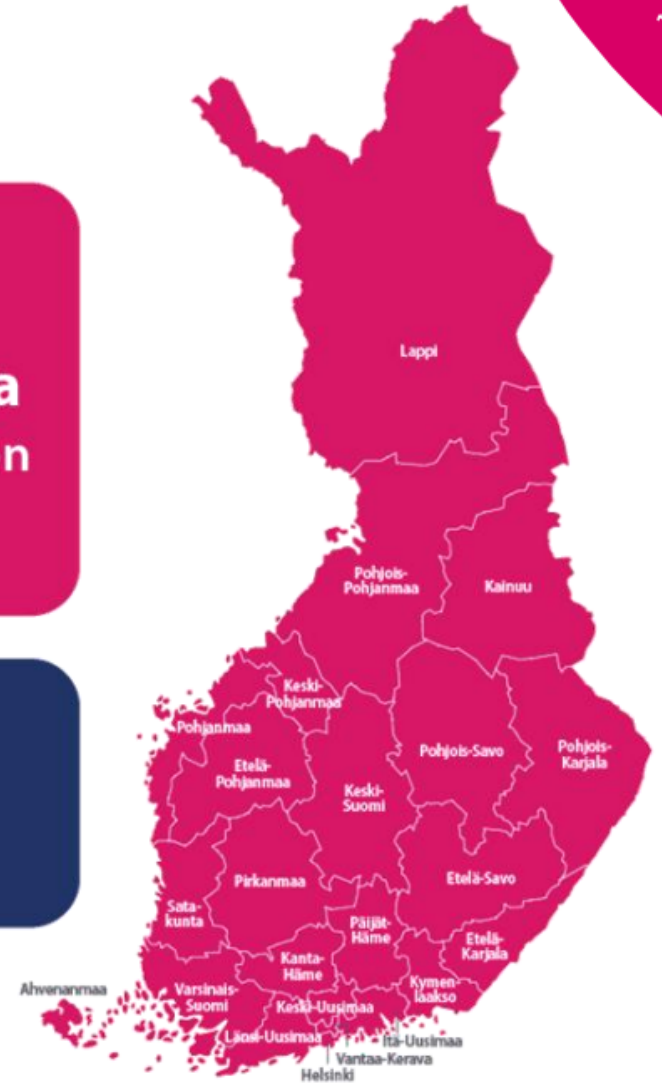 a
n
Lappi
Pohjois-
Pohjanmaa
Kainuu
Keski-
Pohjanmaa
Pohjanmaa
Etelä-
Pohjanmaa
Keski-
Suomi
Pohjois-Savo
Pohjois-
Karjala
Pirkanmaa
Etelä-Savo
Sata-
kunta
Päijät-
Häme
Etelä-
Karjala
Kanta-
Häme
Kymen-
laakso
Ahvenanmaa
Varsinais-
Suomi
Keski-Uusimaa
Länsi-Uusimaa
Itä-Uusimaa
Vantaa-Kerava
Helsinki